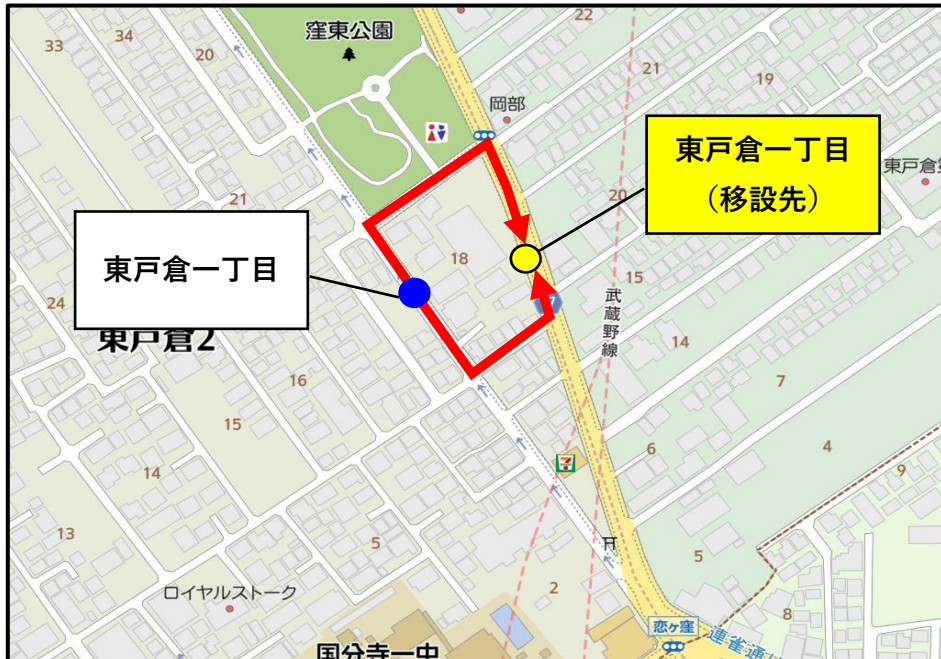 33
34
20
窪東公園
22
21
19
岡部
東戸倉一丁目
（移設先）
20
東戸倉
21
東戸倉一丁目
18
15
24
武蔵野線
東戸倉2
14
16
7
15
6
4
14
9
13
5
5
ロイヤルストーク
2
8
恋ヶ窪
連雀通
国分寺一中